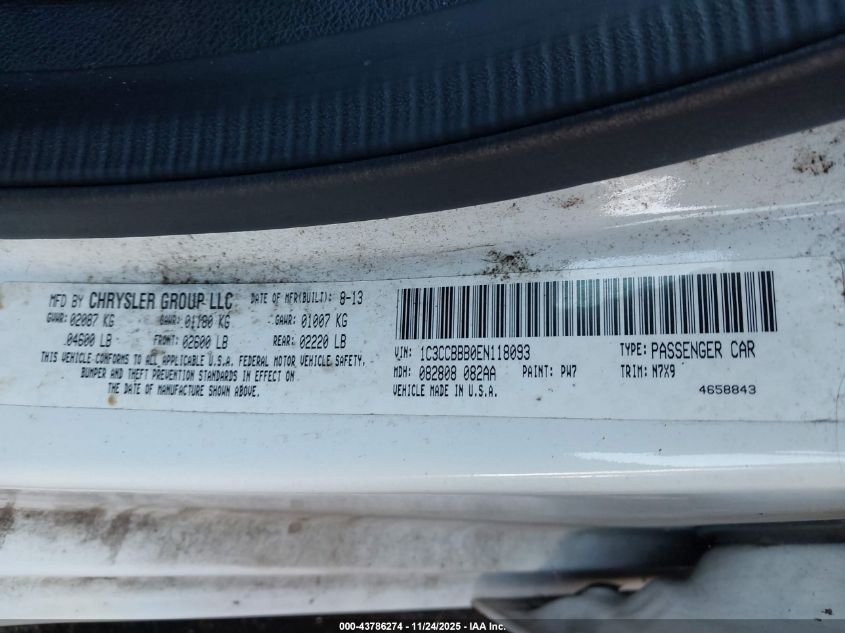 MFD BY CHRYSLER GROUP LLC DATE OF MFR(BUILT): 8-13
GVWR: 02087 KG GAWR: 01180 KG GAWR: 01007 KG
04600 LB FRONT: 02600 LB REAR: 02220 LB
THIS VEHICLE CONFORMS TO ALL APPLICABLE U.S.A. FEDERAL MOTOR VEHICLE SAFETY,
BUMPER AND THEFT PREVENTION STANDARDS IN EFFECT ON
THE DATE OF MANUFACTURE SHOWN ABOVE.
VIN: 1C3CCBBB0EN118093 TYPE: PASSENGER CAR
MDH: 082808 082AA PAINT: PW7 TRIM: N7X9
VEHICLE MADE IN U.S.A. 4658843
000-43786274 - 11/24/2025 - IAA Inc.